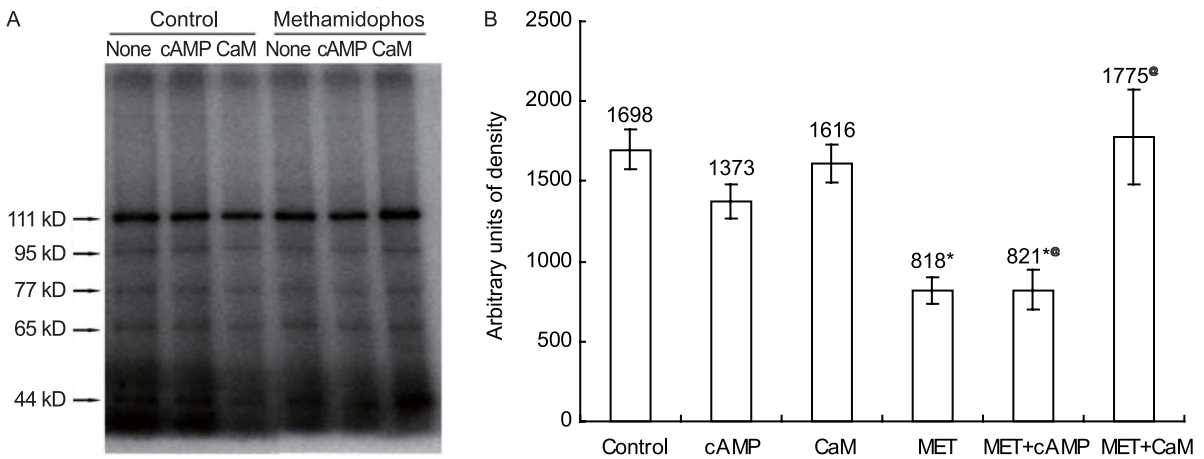 A
Control Methamidophos
None cAMP CaM None cAMP CaM
111 kD
95 kD
77 kD
65 kD
44 kD
B
Arbitrary units of density
2500
2000
1500
1000
500
0
1698
1373
1616
818*
821*@
1775@
Control cAMP CaM MET MET+cAMP MET+CaM